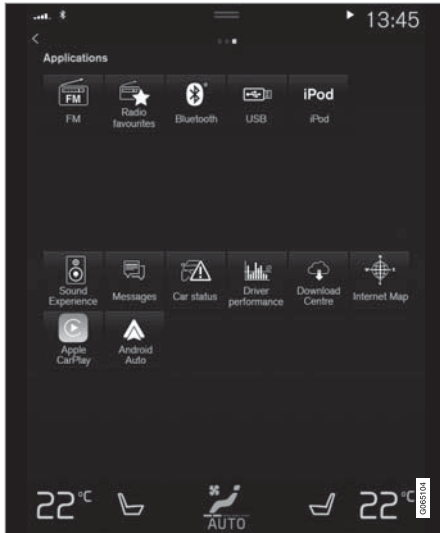 13:45
Applications
FM
iPod
FM
Radio
favourites
Bluetooth
USB
iPod
Sound
Experience
Messages
Car status
Driver
performance
Download
Centre
Internet Map
Apple
CarPlay
Android
Auto
22°C
AUTO
22°C
G065104